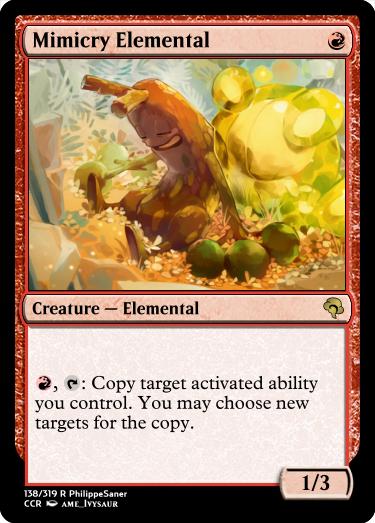 Mimicry Elemental
Creature — Elemental
, : Copy target activated ability
you control. You may choose new
targets for the copy.
1/3
138/319 R PhilippeSaner
CCR AME_IVYSAUR